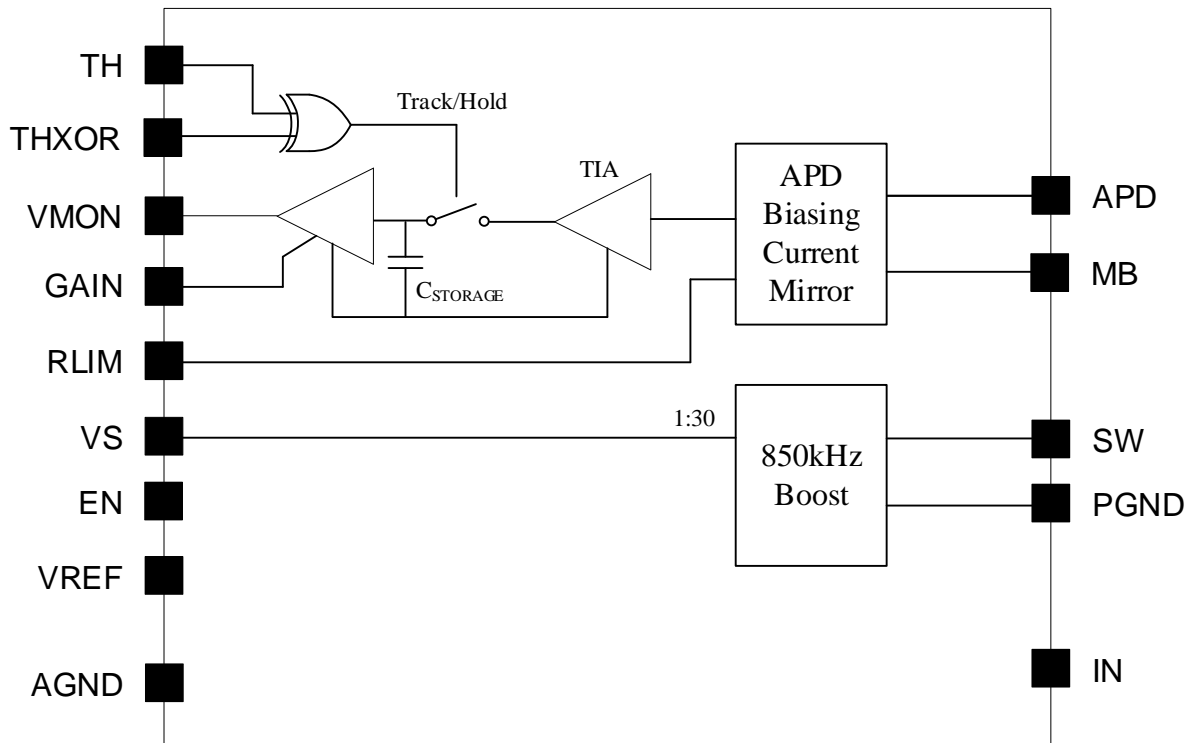 TH
THXOR
VMON
GAIN
RLIM
VS
EN
VREF
AGND
Track/Hold
TIA
CSTORAGE
APD
Biasing
Current
Mirror
1:30
850kHz
Boost
APD
MB
SW
PGND
IN